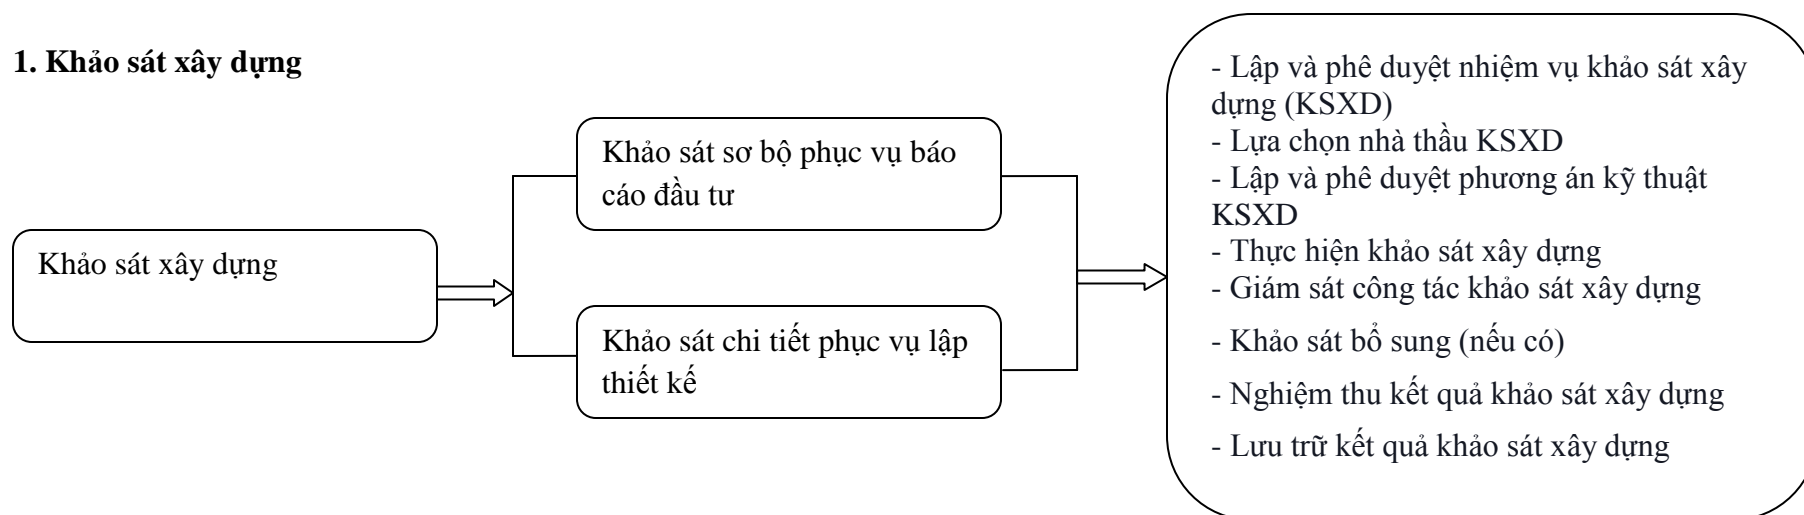 1. Khảo sát xây dựng
Khảo sát xây dựng
Khảo sát sơ bộ phục vụ báo
cáo đầu tư
Khảo sát chi tiết phục vụ lập
thiết kế
- Lập và phê duyệt nhiệm vụ khảo sát xây
dựng (KSXD)
- Lựa chọn nhà thầu KSXD
- Lập và phê duyệt phương án kỹ thuật
KSXD
- Thực hiện khảo sát xây dựng
- Giám sát công tác khảo sát xây dựng
- Khảo sát bổ sung (nếu có)
- Nghiệm thu kết quả khảo sát xây dựng
- Lưu trữ kết quả khảo sát xây dựng